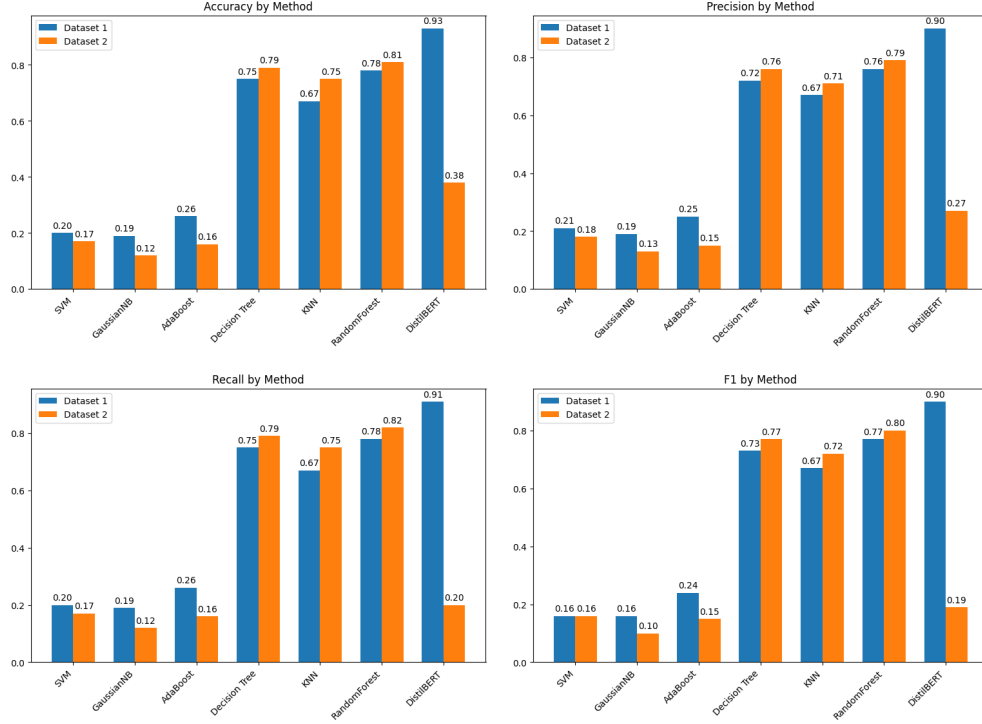 Accuracy by Method
Dataset 1
Dataset 2
0.0
0.2
0.4
0.6
0.8
0.20 0.17
0.19 0.12
0.26 0.16
0.75 0.79
0.67 0.75
0.78 0.81
0.93 0.38
SVM
GaussianNB
AdaBoost
Decision Tree
KNN
RandomForest
DistilBERT
Precision by Method
Dataset 1
Dataset 2
0.0
0.2
0.4
0.6
0.8
0.21 0.18
0.19 0.13
0.25 0.15
0.72 0.76
0.67 0.71
0.76 0.79
0.90 0.27
SVM
GaussianNB
AdaBoost
Decision Tree
KNN
RandomForest
DistilBERT
Recall by Method
Dataset 1
Dataset 2
0.0
0.2
0.4
0.6
0.8
0.20 0.17
0.19 0.12
0.26 0.16
0.75 0.79
0.67 0.75
0.78 0.82
0.91 0.20
SVM
GaussianNB
AdaBoost
Decision Tree
KNN
RandomForest
DistilBERT
F1 by Method
Dataset 1
Dataset 2
0.0
0.2
0.4
0.6
0.8
0.16 0.16
0.16 0.10
0.24 0.15
0.73 0.77
0.67 0.72
0.77 0.80
0.90 0.19
SVM
GaussianNB
AdaBoost
Decision Tree
KNN
RandomForest
DistilBERT